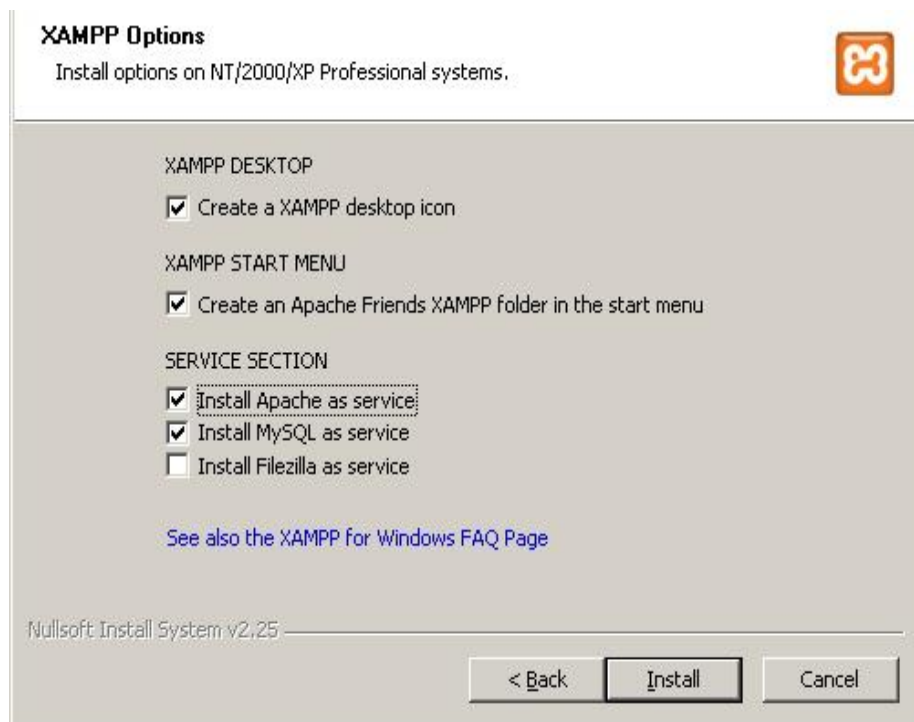 XAMPP Options
Install options on NT/2000/XP Professional systems.
XAMPP DESKTOP
Create a XAMPP desktop icon
XAMPP START MENU
Create an Apache Friends XAMPP folder in the start menu
SERVICE SECTION
Install Apache as service
Install MySQL as service
Install Filezilla as service
See also the XAMPP for Windows FAQ Page
Nullsoft Install System v2.25
< Back Install Cancel